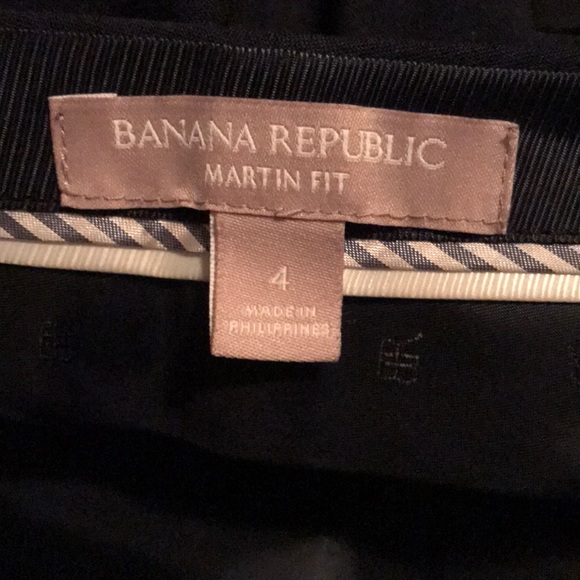 BANANA REPUBLIC
MARTIN FIT
4
MADE IN
PHILIPPINES